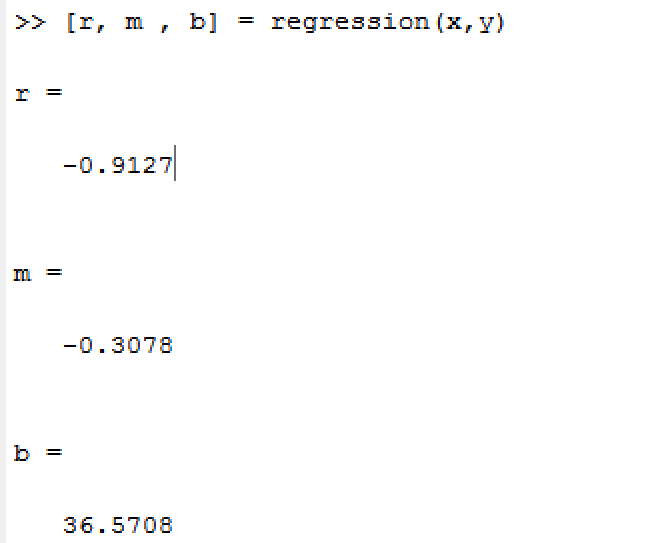 >> [r, m , b] = regression(x,y)
r =
-0.9127
m =
-0.3078
b =
36.5708